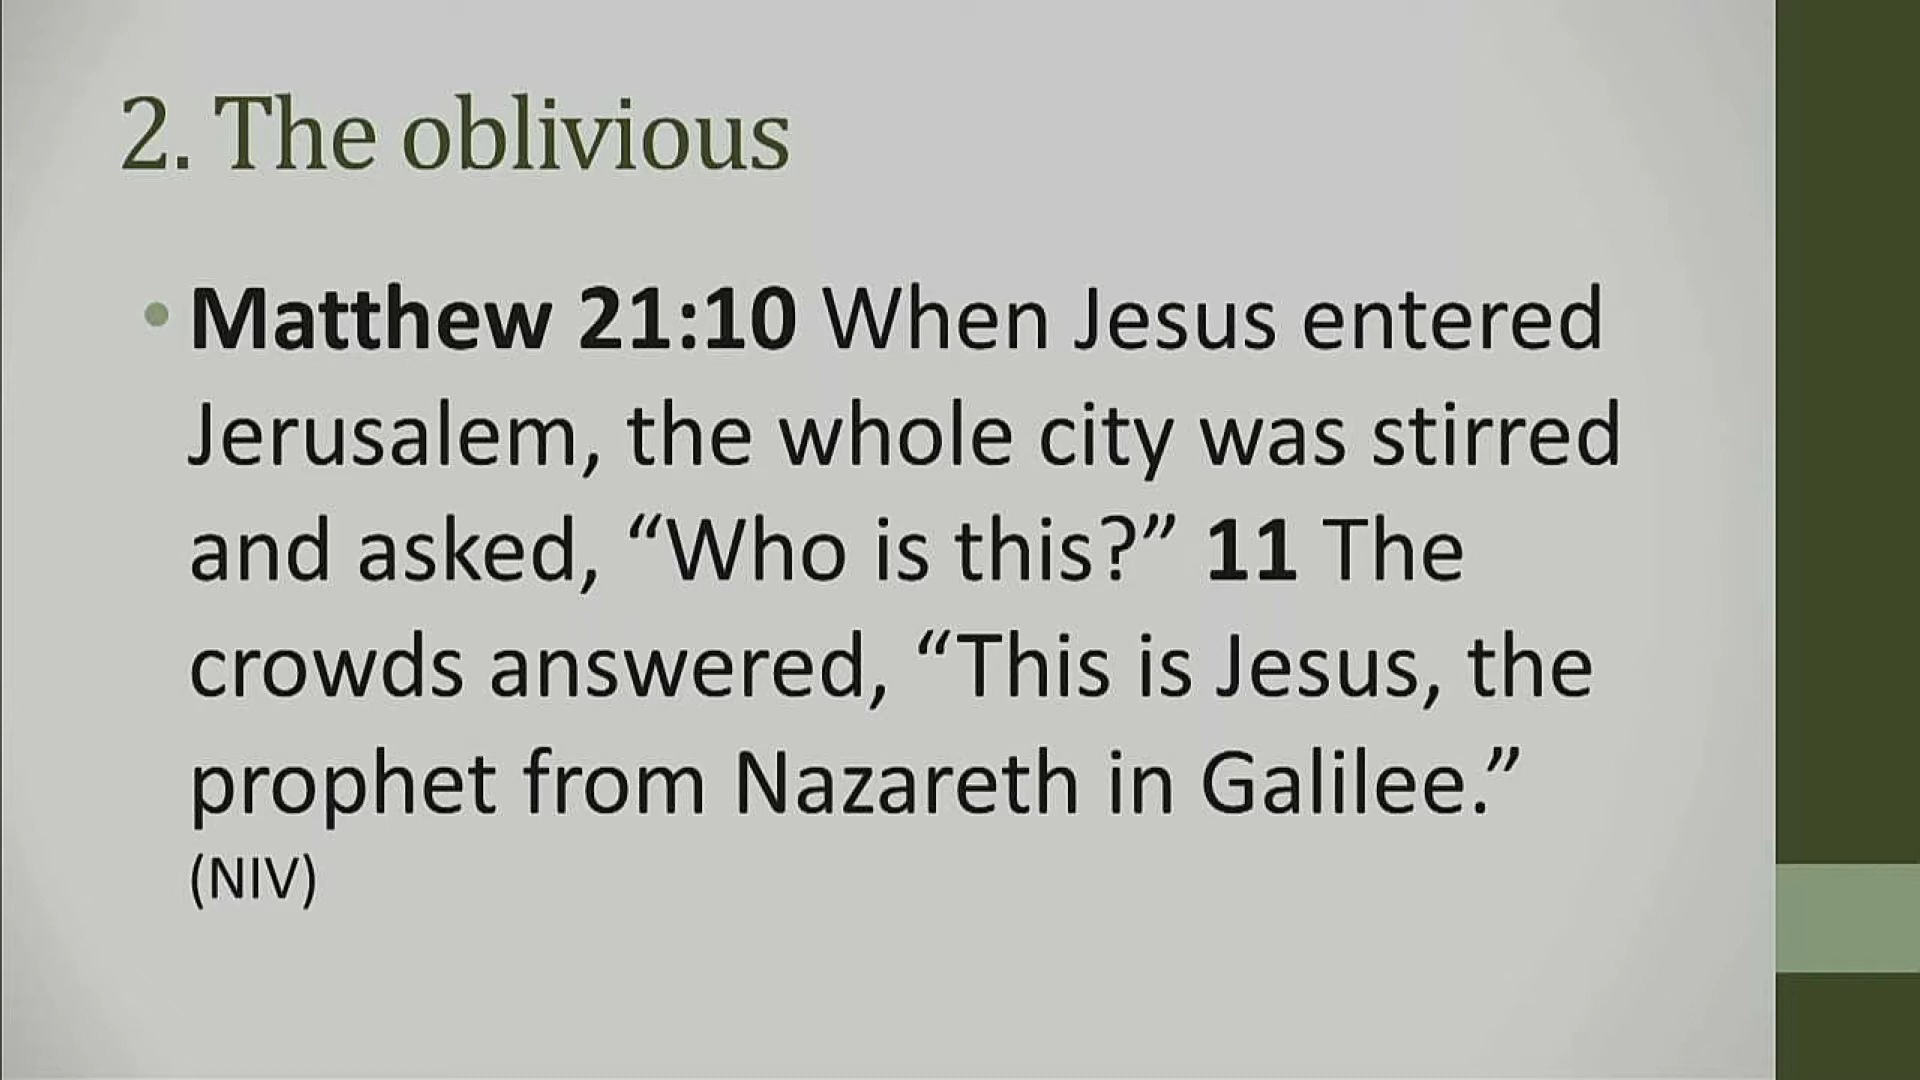 2. The oblivious
• Matthew 21:10 When Jesus entered
Jerusalem, the whole city was stirred
and asked, “Who is this?” 11 The
crowds answered, “This is Jesus, the
prophet from Nazareth in Galilee.”
(NIV)